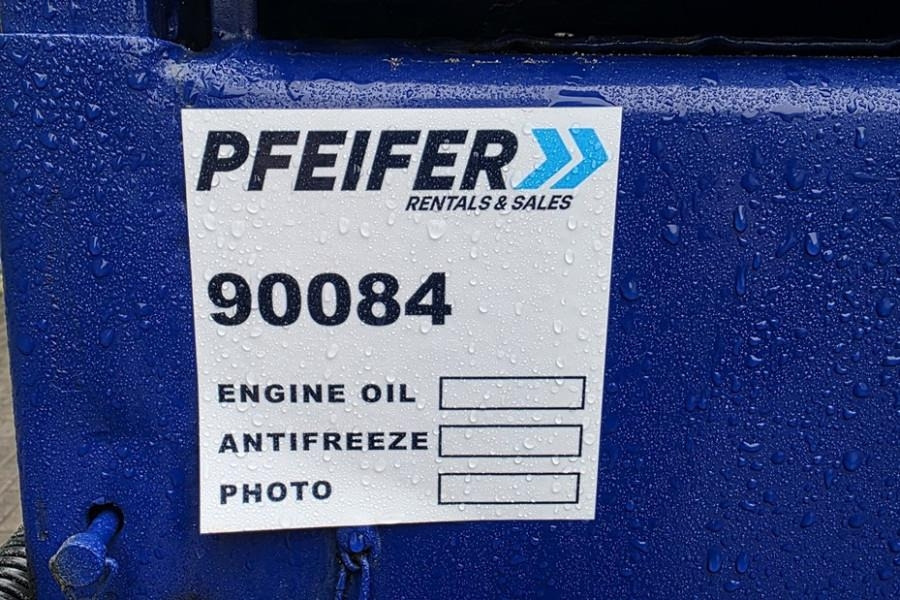 PFEIFER
RENTALS & SALES
90084
ENGINE OIL
ANTIFREEZE
PHOTO